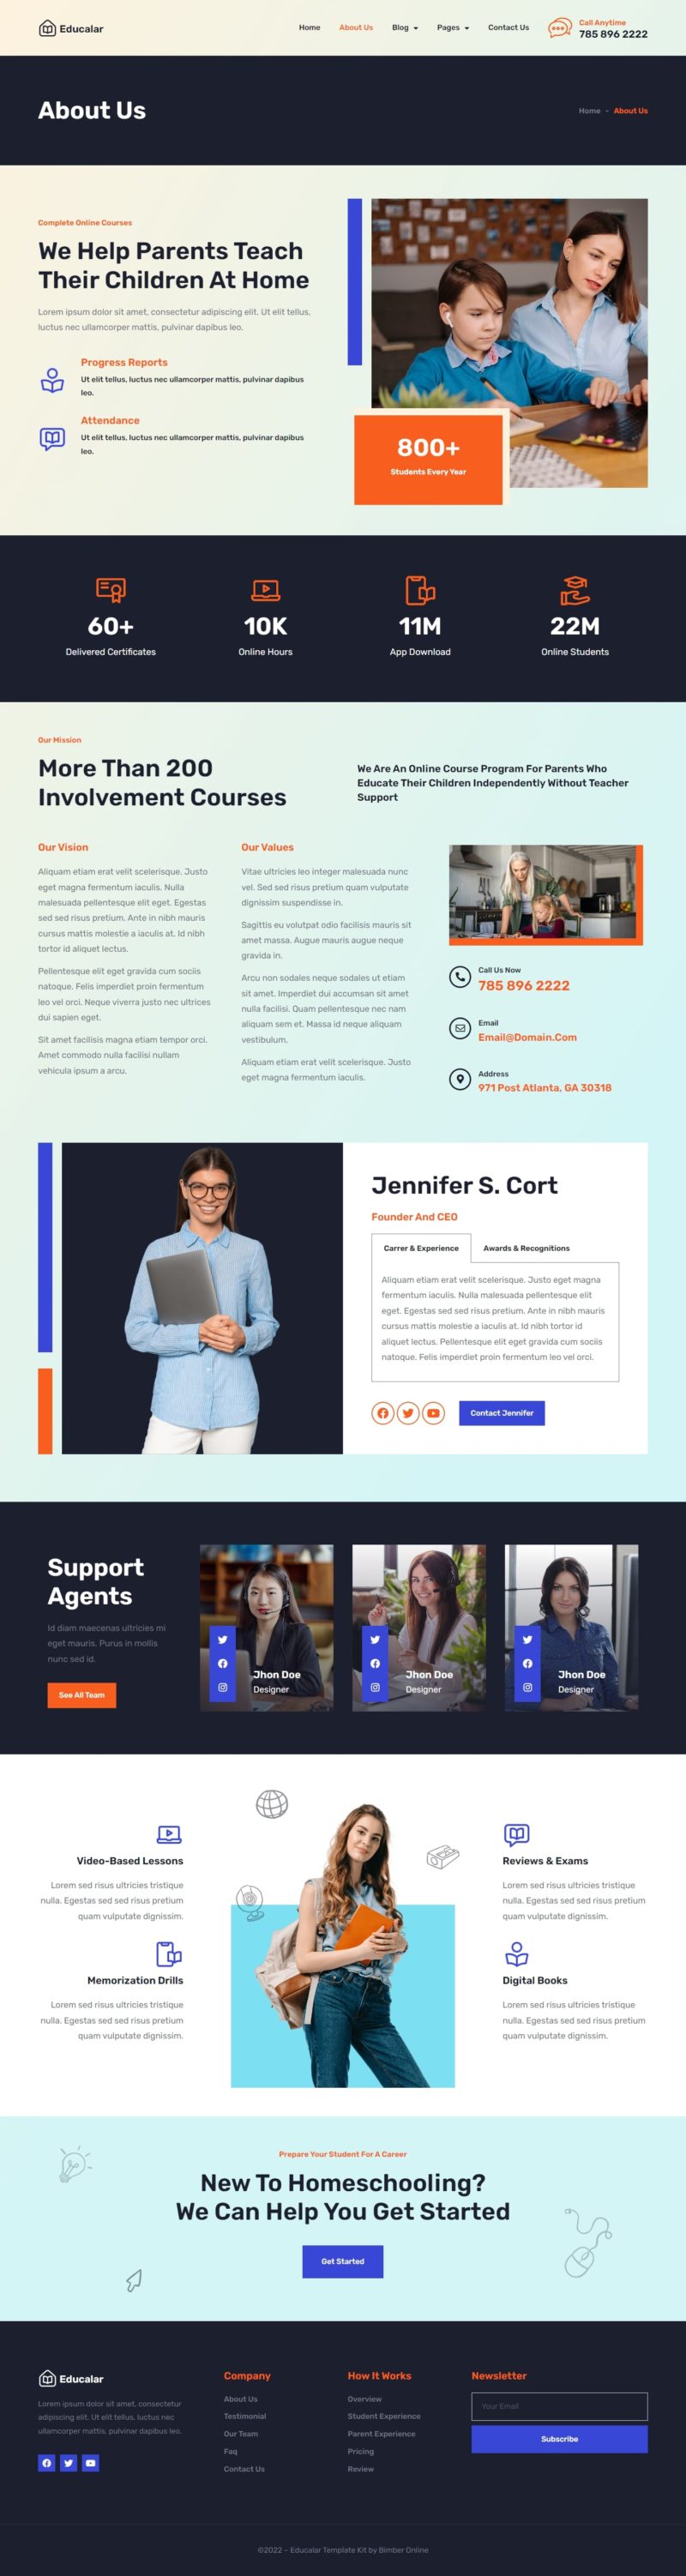 Educalar
Home
About Us
Blog
Pages
Contact Us
Call Anytime
785 896 2222
About Us
Home - About Us
Complete Online Courses
We Help Parents Teach
Their Children At Home
Lorem ipsum dolor sit amet, consectetur adipiscing elit. Ut elit tellus,
luctus nec ullamcorper mattis, pulvinar dapibus leo.
Progress Reports
Ut elit tellus, luctus nec ullamcorper mattis, pulvinar dapibus
leo.
Attendance
Ut elit tellus, luctus nec ullamcorper mattis, pulvinar dapibus
leo.
800+
Students Every Year
60+
Delivered Certificates
10K
Online Hours
11M
App Download
22M
Online Students
Our Mission
More Than 200
Involvement Courses
We Are An Online Course Program For Parents Who
Educate Their Children Independently Without Teacher
Support
Our Vision
Aliquam etiam erat velit scelerisque. Justo
eget magna fermentum iaculis. Nulla
malesuada pellentesque elit eget. Egestas
sed sed risus pretium. Ante in nibh mauris
cursus mattis molestie a iaculis at. Id nibh
tortor id aliquet lectus.
Pellentesque elit eget gravida cum sociis
natoque. Felis imperdiet proin fermentum
leo vel orci. Neque viverra justo nec ultrices
dui sapien eget.
Sit amet facilisis magna etiam tempor orci.
Amet commodo nulla facilisi nullam
vehicula ipsum a arcu.
Our Values
Vitae ultricies leo integer malesuada nunc
vel. Sed sed risus pretium quam vulputate
dignissim suspendisse in.
Sagittis eu volutpat odio facilisis mauris sit
amet massa. Augue mauris augue neque
gravida in.
Arcu non sodales neque sodales ut etiam
sit amet. Imperdiet dui accumsan sit amet
nulla facilisi. Quam pellentesque nec nam
aliquam sem et. Massa id neque aliquam
vestibulum.
Aliquam etiam erat velit scelerisque. Justo
eget magna fermentum iaculis.
Call Us Now
785 896 2222
Email
Email@Domain.Com
Address
971 Post Atlanta, GA 30318
Jennifer S. Cort
Founder And CEO
Carrer & Experience
Awards & Recognitions
Aliquam etiam erat velit scelerisque. Justo eget magna
fermentum iaculis. Nulla malesuada pellentesque elit
eget. Egestas sed sed risus pretium. Ante in nibh mauris
cursus mattis molestie a iaculis at. Id nibh tortor id
aliquet lectus. Pellentesque elit eget gravida cum sociis
natoque. Felis imperdiet proin fermentum leo vel orci.
Contact Jennifer
Support
Agents
Id diam maecenas ultricies mi
eget mauris. Purus in mollis
nunc sed id.
See All Team
Jhon Doe
Designer
Jhon Doe
Designer
Jhon Doe
Designer
Video-Based Lessons
Lorem sed risus ultricies tristique
nulla. Egestas sed sed risus pretium
quam vulputate dignissim.
Memorization Drills
Lorem sed risus ultricies tristique
nulla. Egestas sed sed risus pretium
quam vulputate dignissim.
Reviews & Exams
Lorem sed risus ultricies tristique
nulla. Egestas sed sed risus pretium
quam vulputate dignissim.
Digital Books
Lorem sed risus ultricies tristique
nulla. Egestas sed sed risus pretium
quam vulputate dignissim.
Prepare Your Student For A Career
New To Homeschooling?
We Can Help You Get Started
Get Started
Educalar
Lorem ipsum dolor sit amet, consectetur
adipiscing elit. Ut elit tellus, luctus nec
ullamcorper mattis, pulvinar dapibus leo.
Company
About Us
Testimonial
Our Team
Faq
Contact Us
How It Works
Overview
Student Experience
Parent Experience
Pricing
Review
Newsletter
Your Email
Subscribe
©2022 – Educalar Template Kit by Bimber Online